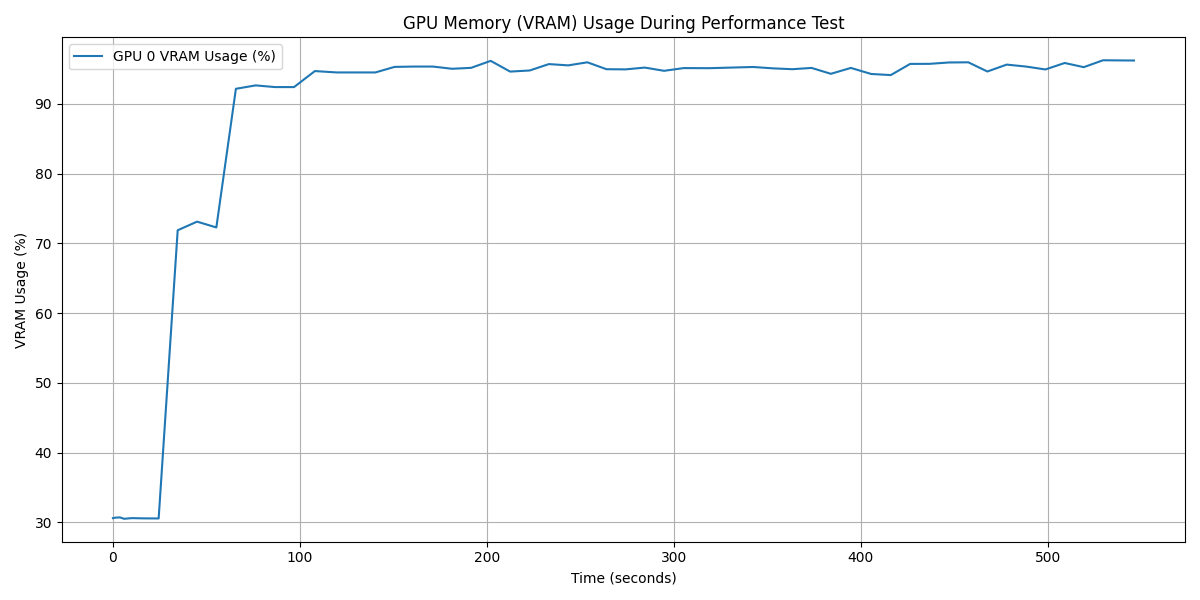 GPU Memory (VRAM) Usage During Performance Test
GPU 0 VRAM Usage (%)
VRAM Usage (%)
90
80
70
60
50
40
30
0 100 200 300 400 500
Time (seconds)